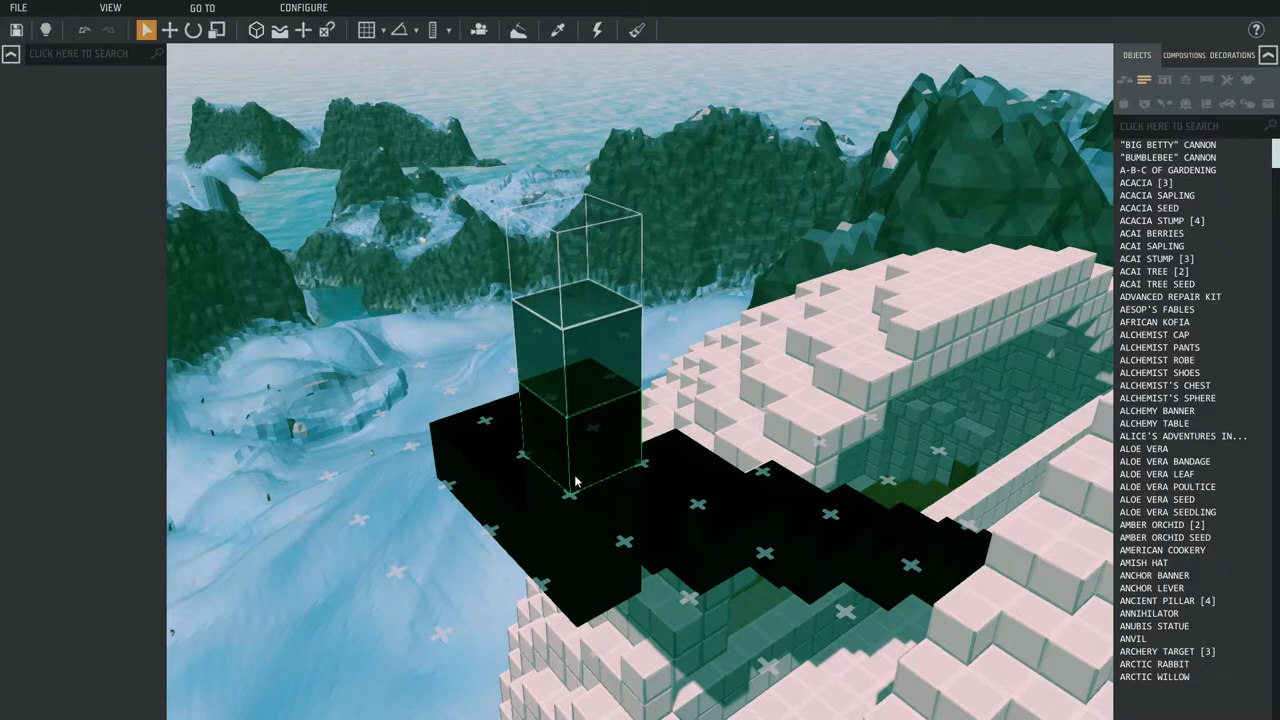 FILE VIEW GO TO CONFIGURE
CLICK HERE TO SEARCH
OBJECTS COMPOSITIONS DECORATIONS
CLICK HERE TO SEARCH
"BIG BETTY" CANNON
"BUMBLEBEE" CANNON
A-B-C OF GARDENING
ACACIA [3]
ACACIA SAPLING
ACACIA SEED
ACACIA STUMP [4]
ACAI BERRIES
ACAI SAPLING
ACAI STUMP [3]
ACAI TREE [2]
ACAI TREE SEED
ADVANCED REPAIR KIT
AESOP'S FABLES
AFRICAN KOFIA
ALCHEMIST CAP
ALCHEMIST PANTS
ALCHEMIST ROBE
ALCHEMIST SHOES
ALCHEMIST'S CHEST
ALCHEMIST'S SPHERE
ALCHEMY BANNER
ALCHEMY TABLE
ALICE'S ADVENTURES IN...
ALOE VERA
ALOE VERA BANDAGE
ALOE VERA LEAF
ALOE VERA POULTICE
ALOE VERA SEED
ALOE VERA SEEDLING
AMBER ORCHID [2]
AMBER ORCHID SEED
AMERICAN COOKERY
AMISH HAT
ANCHOR BANNER
ANCHOR LEVER
ANCIENT PILLAR [4]
ANNIHILATOR
ANUBIS STATUE
ANVIL
ARCHERY TARGET [3]
ARCTIC RABBIT
ARCTIC WILLOW